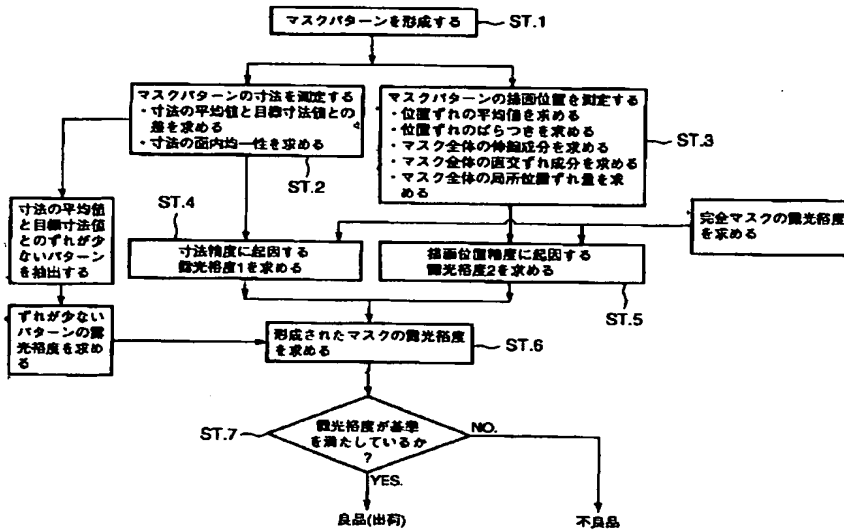 マスクパターンを形成する
ST.1
マスクパターンの寸法を測定する
・寸法の平均値と目標寸法値との
差を求める
・寸法の面内均一性を求める
ST.2
マスクパターンの描画位置を測定する
・位置ずれの平均値を求める
・位置ずれのばらつきを求める
・マスク全体の伸縮成分を求める
・マスク全体の直交ずれ成分を求める
・マスク全体の局所位置ずれ量を求
める
ST.3
寸法の平均値
と目標寸法値
とのずれが少
ないパターン
を抽出する
ST.4
寸法精度に起因する
露光裕度1を求める
描画位置精度に起因する
露光裕度2を求める
ST.5
完全マスクの露光裕度
を求める
ずれが少ない
パターンの露
光裕度を求め
る
形成されたマスクの露光裕度
を求める
ST.6
ST.7
露光裕度が基準
を満たしているか
?
NO.
YES.
良品(出荷)
不良品